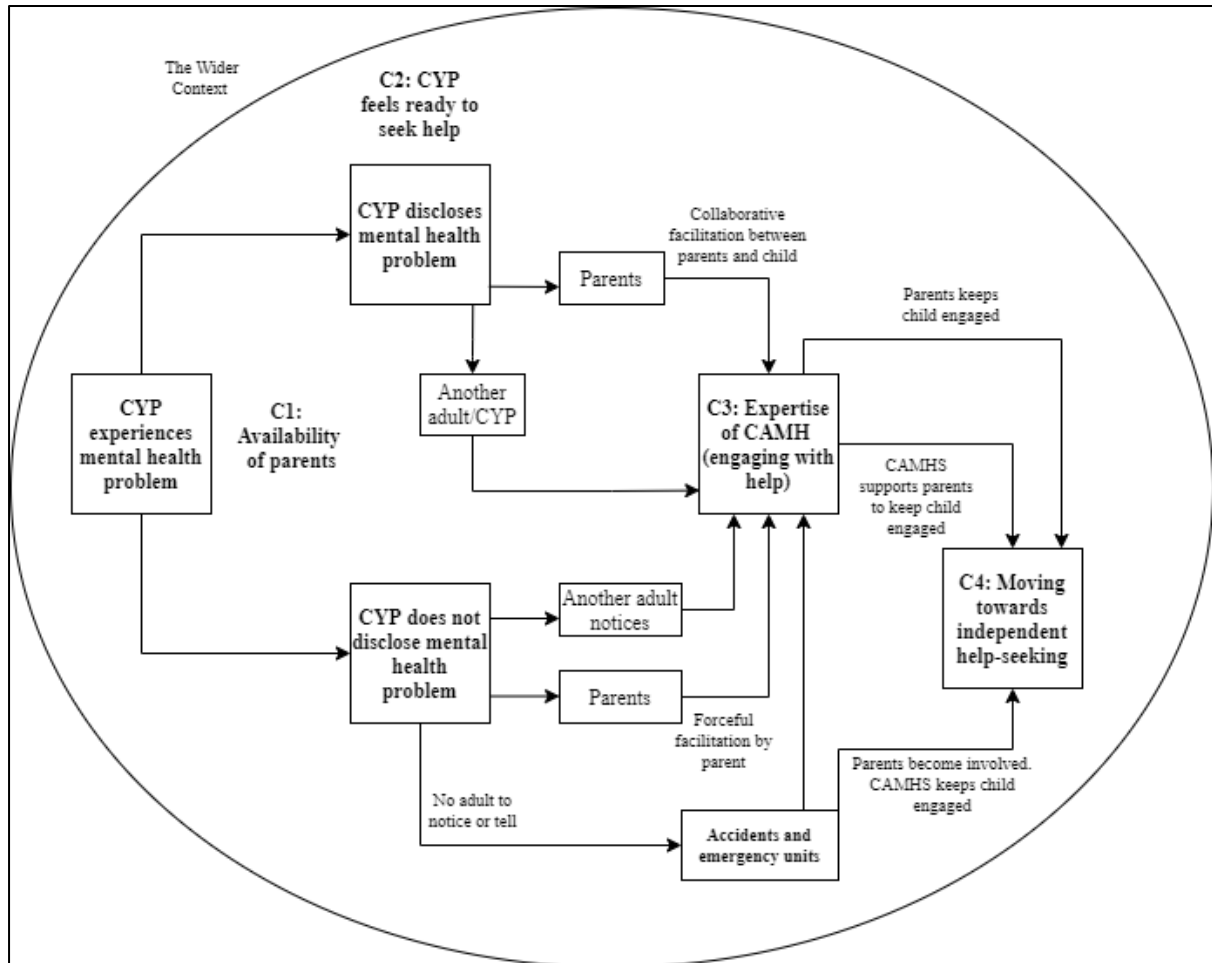 The Wider
Context
C2: CYP
feels ready to
seek help
CYP discloses
mental health
problem
Collaborative
facilitation between
parents and child
Parents
Parents keeps
child engaged
CYP
experiences
mental health
problem
C1:
Availability
of parents
Another
adult/CYP
C3: Expertise
of CAMH
(engaging with
help)
CAMHS
supports parents
to keep child
engaged
CYP does not
disclose mental
health
problem
Another adult
notices
Parents
Forceful
facilitation by
parent
C4: Moving
towards
independent
help-seeking
No adult to
notice or tell
Accidents and
emergency units
Parents become involved.
CAMHS keeps child
engaged